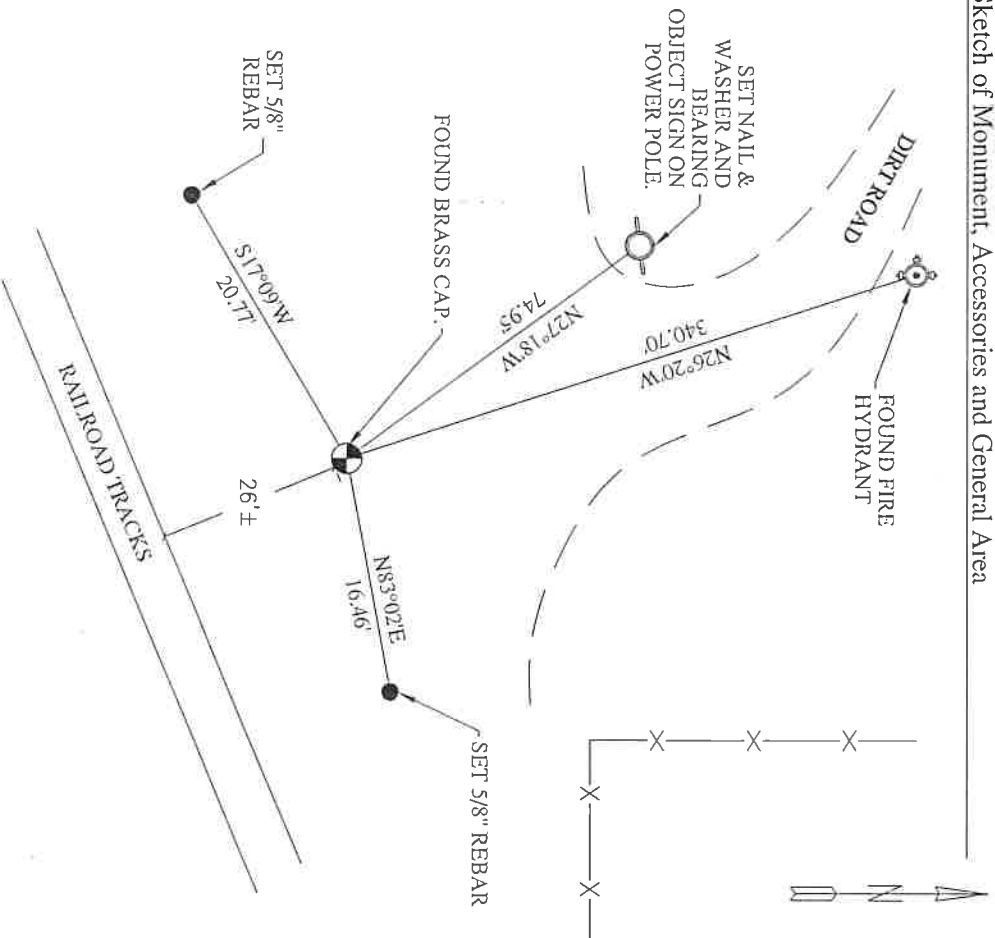 Sketch of Monument, Accessories and General Area
DIRT ROAD
FOUND FIRE
HYDRANT
SET NAIL &
WASHER AND
BEARING
OBJECT SIGN ON
POWER POLE.
340.70'
N26°20'W
74.95'
N27°18'W
FOUND BRASS CAP.
SET 5/8"
REBAR
S17°09'W
20.77'
N83°02'E
16.46'
SET 5/8" REBAR
26'±
RAILROAD TRACKS
N